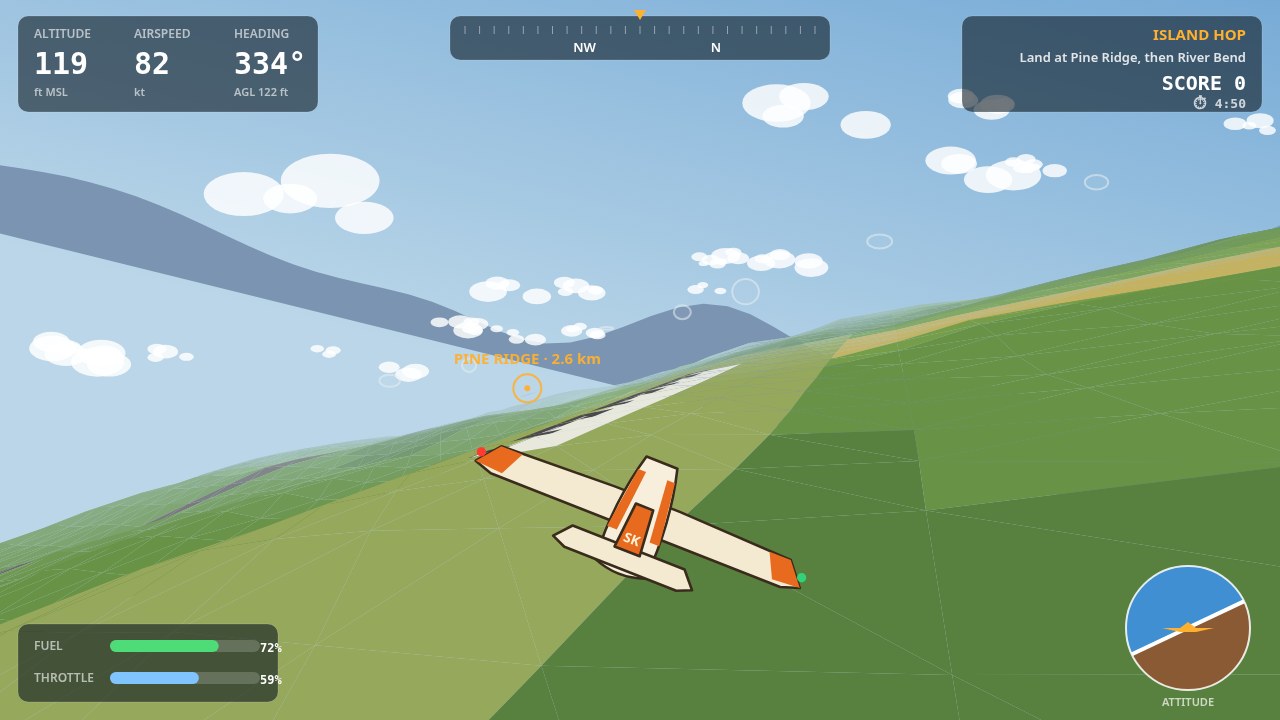 ALTITUDE AIRSPEED HEADING
119 82 334°
ft MSL kt AGL 122 ft
NW N
ISLAND HOP
Land at Pine Ridge, then River Bend
SCORE 0
⏱ 4:50
PINE RIDGE · 2.6 km
SK
FUEL 72%
THROTTLE 59%
ATTITUDE